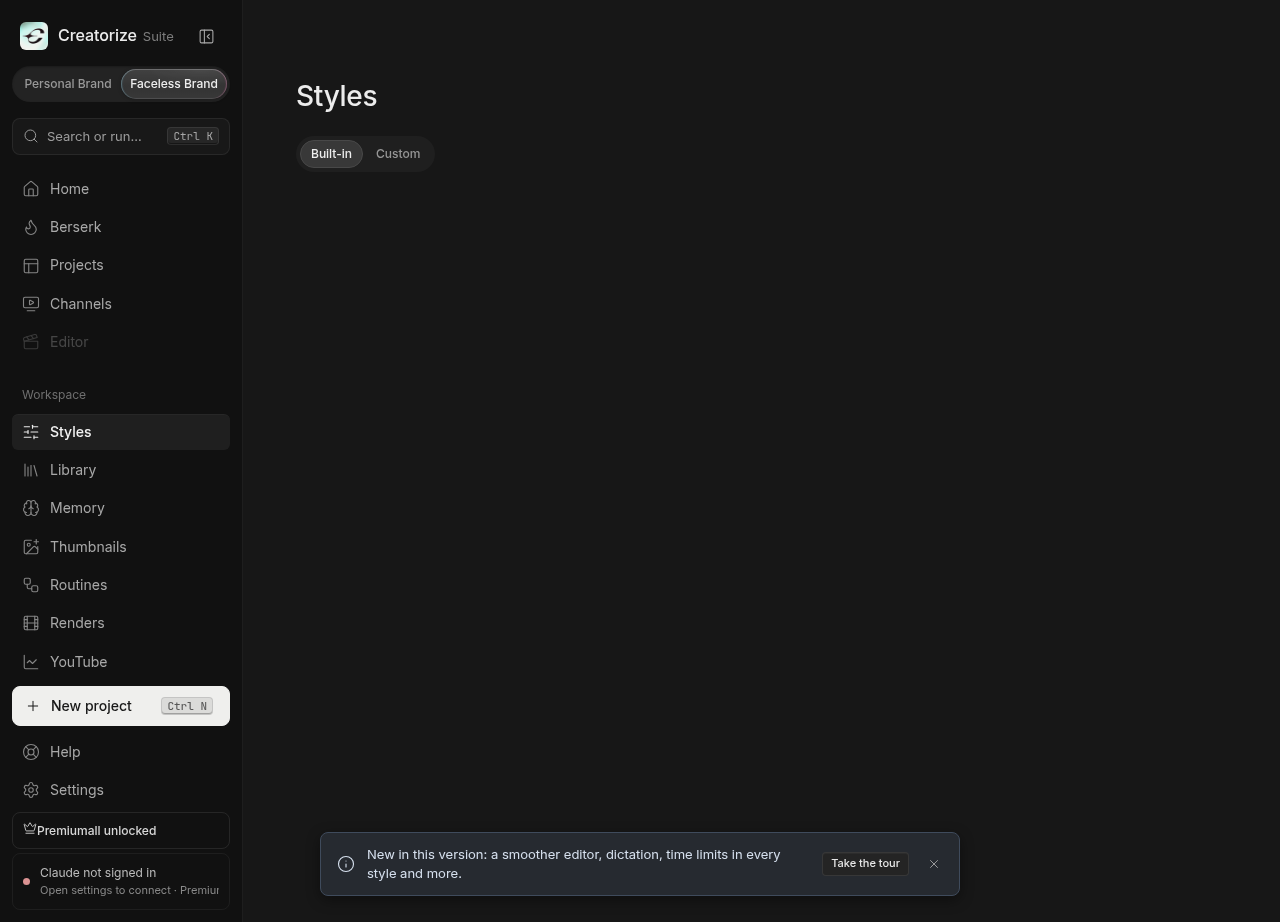 Creatorize Suite
Personal Brand
Faceless Brand
Search or run...
Ctrl K
Home
Berserk
Projects
Channels
Editor
Workspace
Styles
Library
Memory
Thumbnails
Routines
Renders
YouTube
New project
Ctrl N
Help
Settings
Premiumall unlocked
Claude not signed in
Open settings to connect · Premiur
Styles
Built-in
Custom
New in this version: a smoother editor, dictation, time limits in every
style and more.
Take the tour